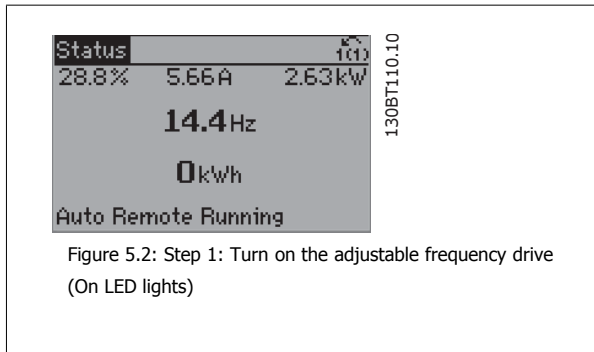 Status 1(1)
28.8% 5.66A 2.63kW
14.4Hz
0kWh
Auto Remote Running
130BT110.10
Figure 5.2: Step 1: Turn on the adjustable frequency drive
(On LED lights)